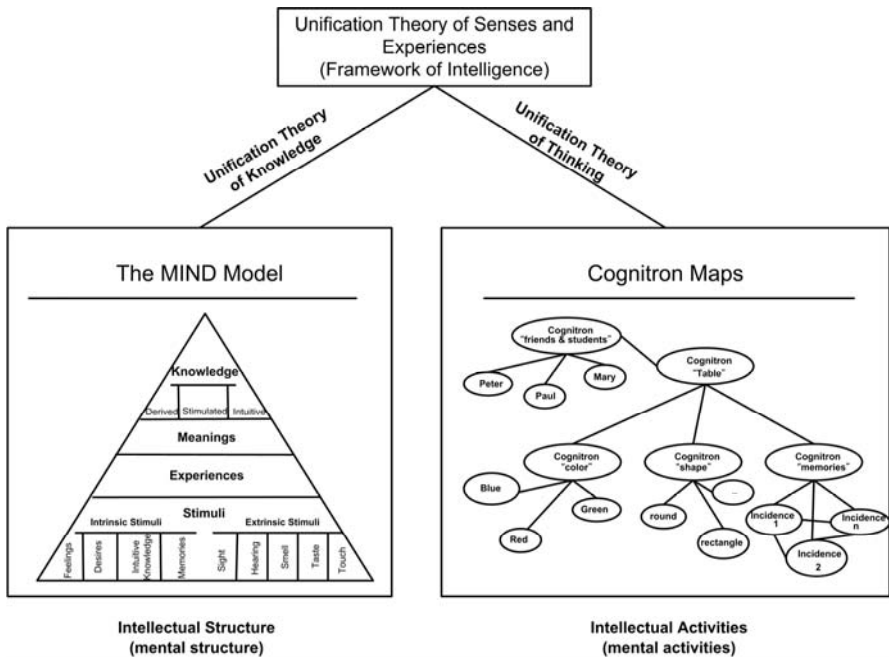 Unification Theory of Senses and
Experiences
(Framework of Intelligence)
Unification Theory
of Knowledge
Unification Theory
of Thinking
The MIND Model
Knowledge
Derived
Stimulated
Intuitive
Meanings
Experiences
Stimuli
Intrinsic Stimuli
Extrinsic Stimuli
Feelings
Desires
Intuitive
Knowledge
Memories
Sight
Hearing
Smell
Taste
Touch
Intellectual Structure
(mental structure)
Cognitron Maps
Cognitron
"friends & students"
Peter
Paul
Mary
Cognitron
"Table"
Cognitron
"color"
Cognitron
"shape"
Cognitron
"memories"
Blue
Red
Green
round
rectangle
...
Incidence
1
Incidence
n
Incidence
2
Intellectual Activities
(mental activities)